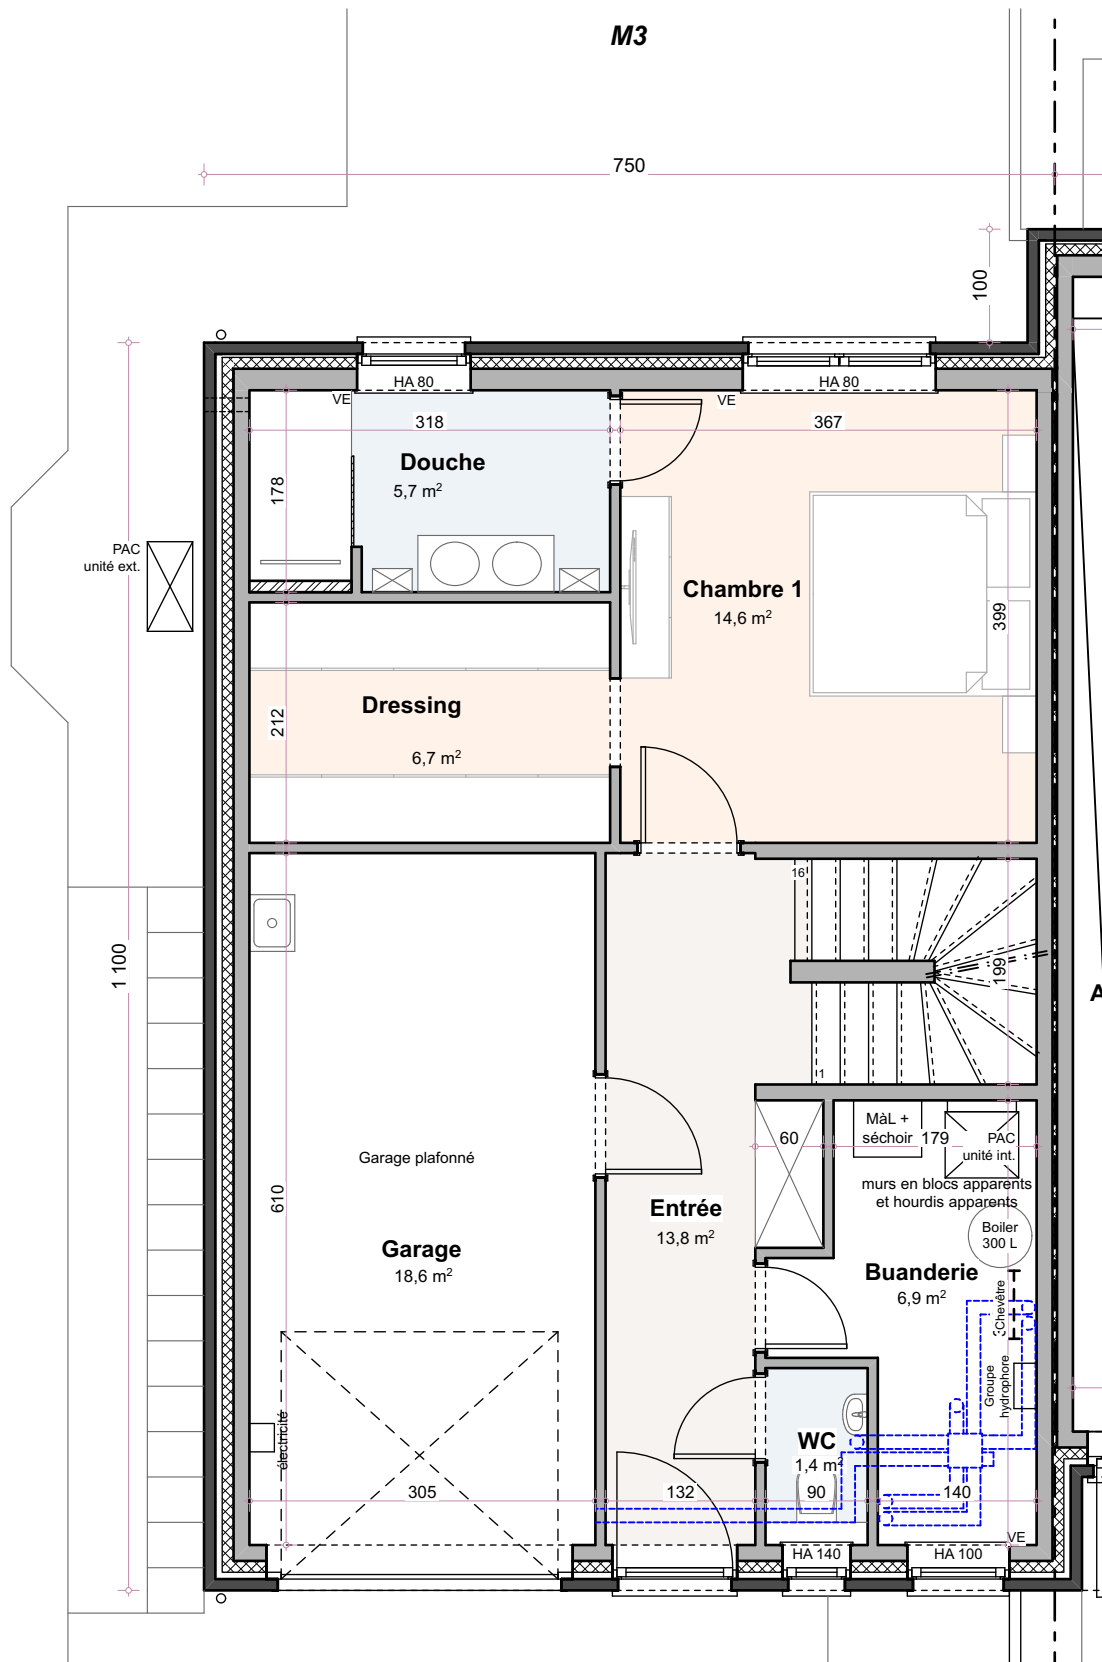 M3
750
100
HA 80
HA 80
VE
VE
318
367
Douche
5,7 m²
178
PAC
unité ext.
Chambre 1
14,6 m²
399
Dressing
6,7 m²
212
16
1 100
199
A
1
60
MàL +
séchoir
179
PAC
unité int.
murs en blocs apparents
et hourdis apparents
Garage plafonné
610
Entrée
13,8 m²
Boiler
300 L
Garage
18,6 m²
Buanderie
6,9 m²
Chevêtre
Groupe
hydrophore
électricité
WC
1,4 m²
305
132
90
140
VE
HA 140
HA 100